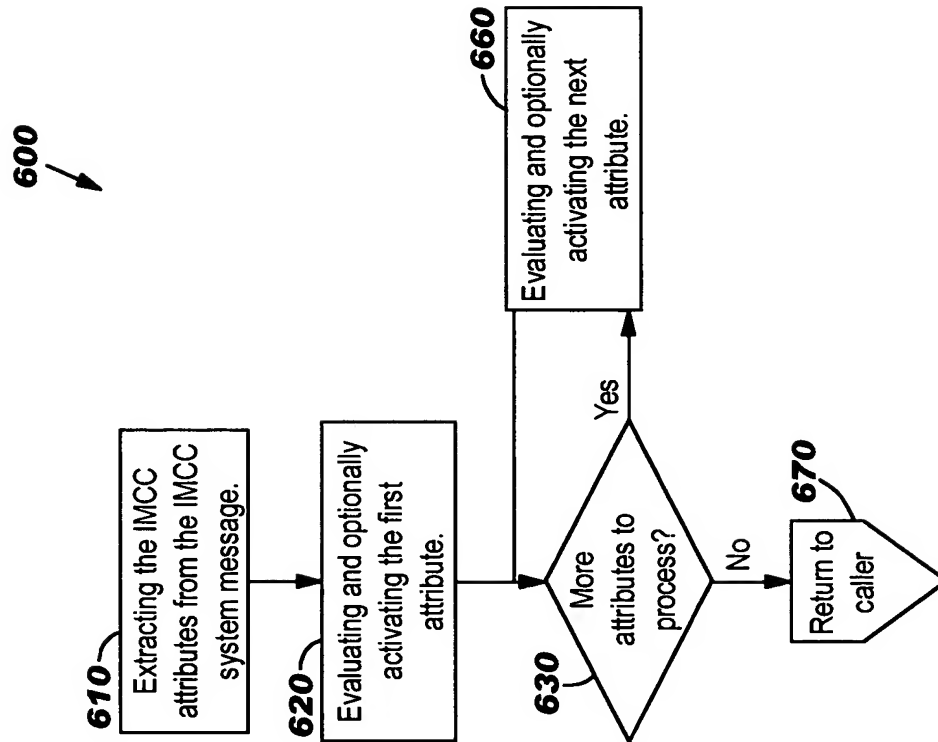 600
610
Extracting the IMCC
attributes from the IMCC
system message.
620
Evaluating and optionally
activating the first
attribute.
630
More
attributes to
process?
Yes
660
Evaluating and optionally
activating the next
attribute.
No
670
Return to
caller